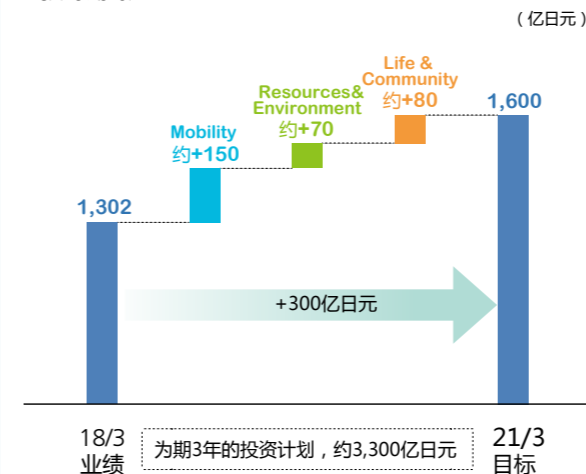 （亿日元）
Life &
Community
约+80
Resources&
Environment
约+70
Mobility
约+150
1,302
1,600
+300亿日元
18/3
业绩
为期3年的投资计划，约3,300亿日元
21/3
目标